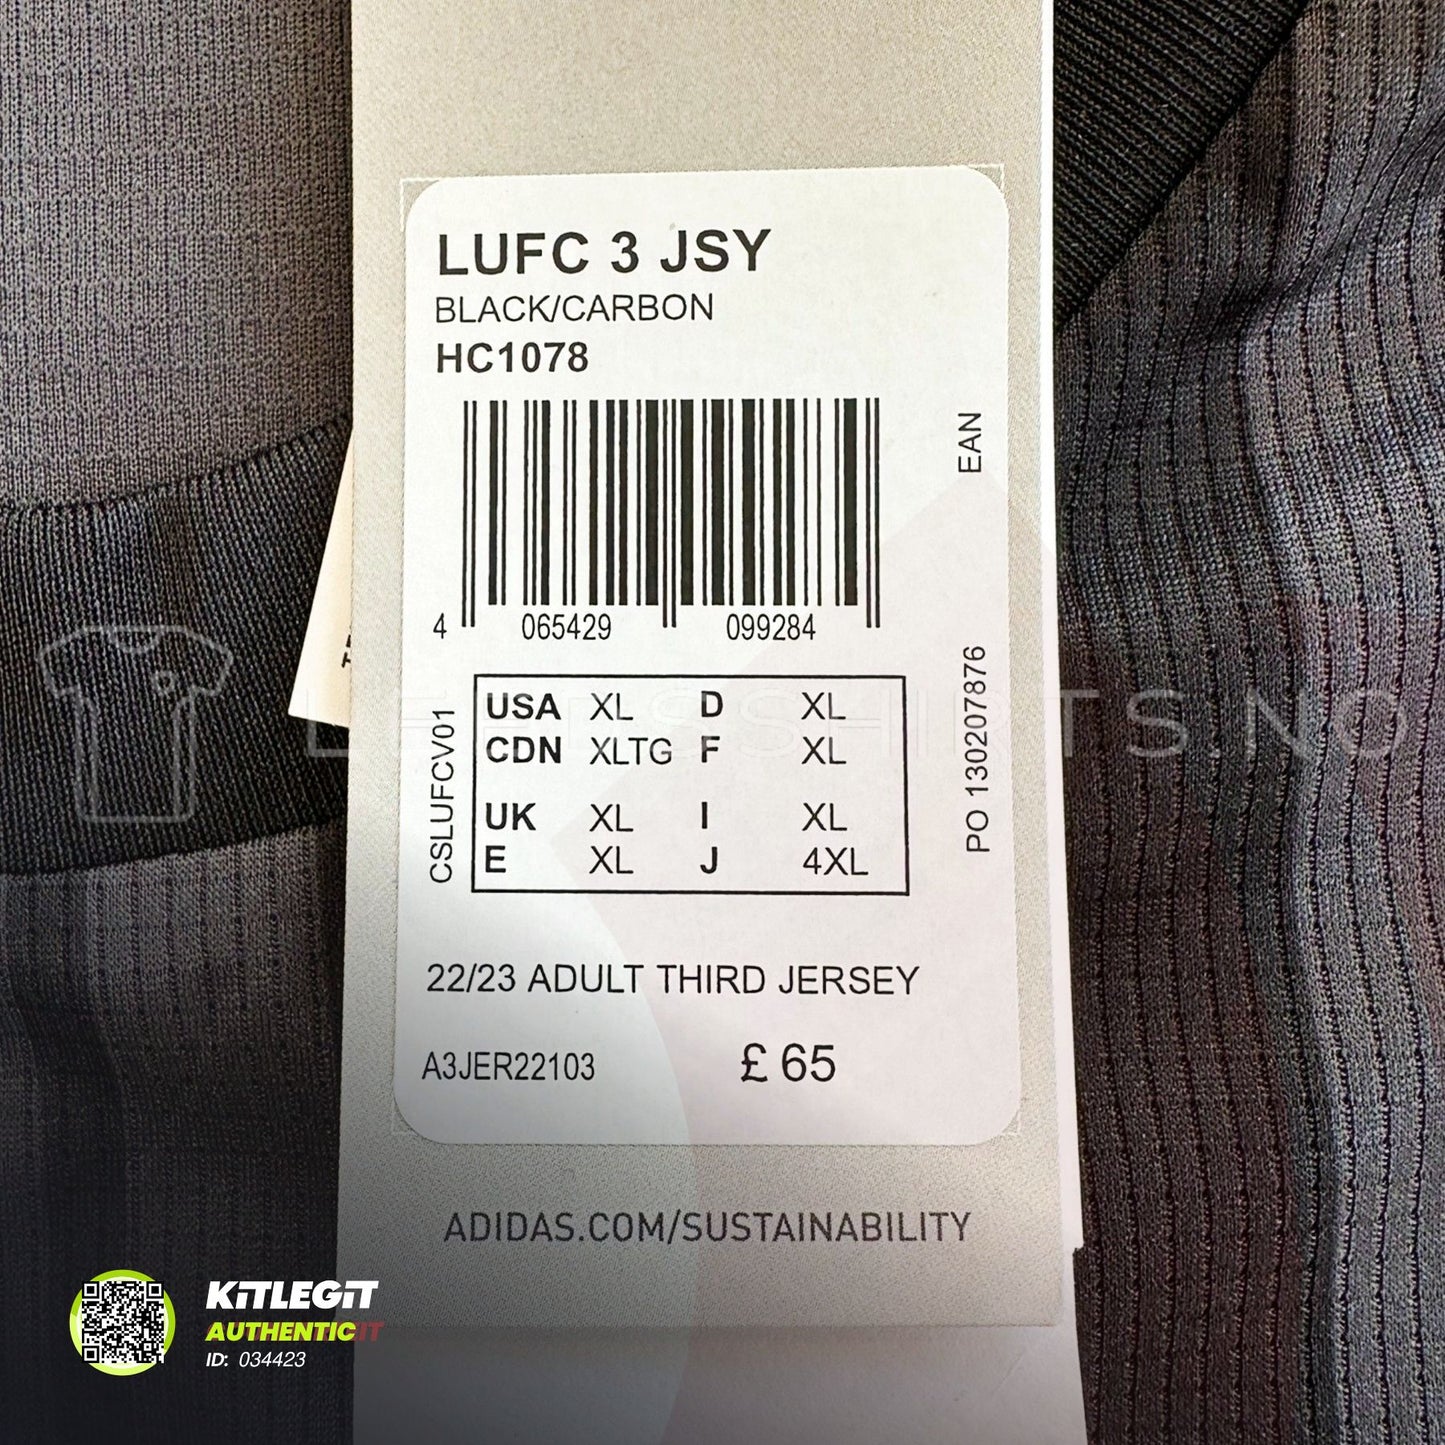 LUFC 3 JSY
BLACK/CARBON
HC1078
EAN
4 065429 099284
CSLUFCV01
USA XL D XL
CDN XLTG F XL
UK XL I XL
E XL J 4XL
PO 130207876
22/23 ADULT THIRD JERSEY
A3JER22103 £ 65
ADIDAS.COM/SUSTAINABILITY
LEEDSSHIRTS.NO
KiTLEGiT
AUTHENTICIT
ID: 034423